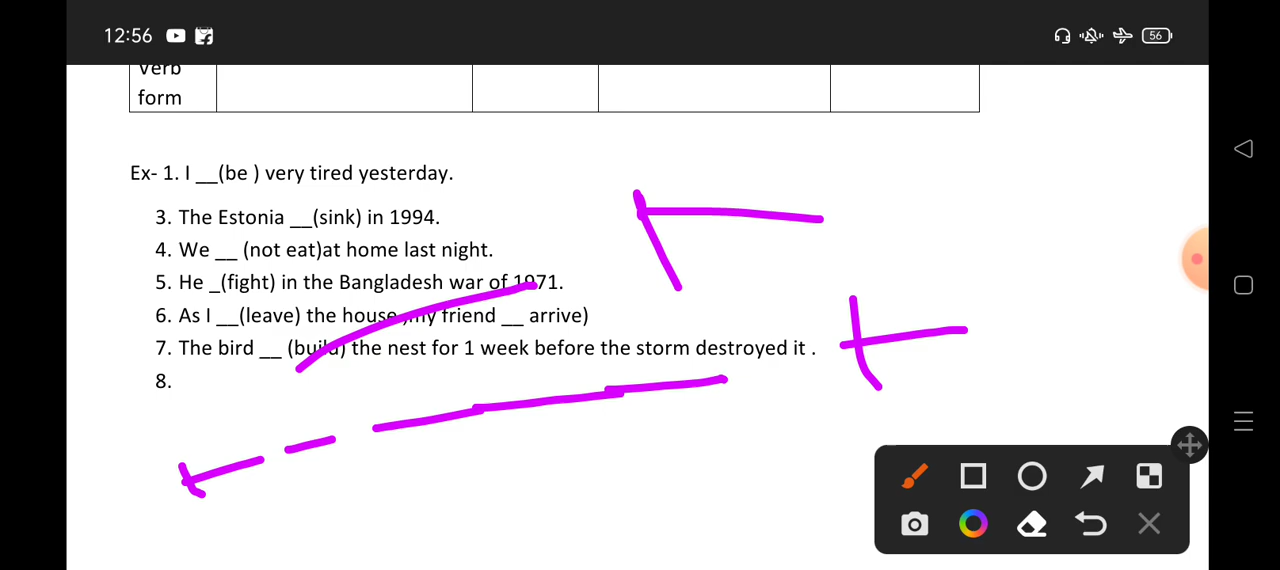 12:56
56
Verb
form
Ex- 1. I __(be ) very tired yesterday.
3. The Estonia __(sink) in 1994.
4. We __ (not eat)at home last night.
5. He _(fight) in the Bangladesh war of 1971.
6. As I __(leave) the house ,my friend __ arrive)
7. The bird __ (build) the nest for 1 week before the storm destroyed it .
8.